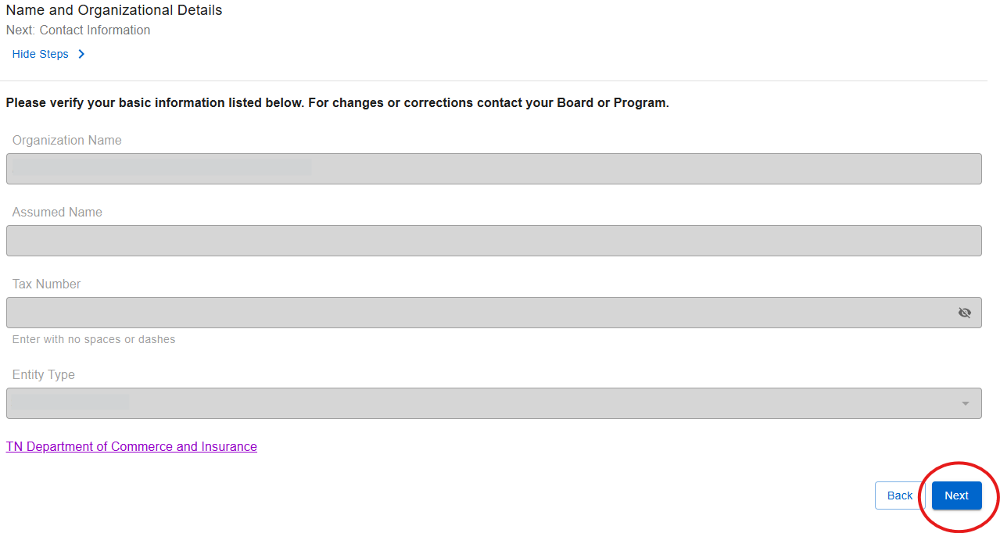 Name and Organizational Details
Next: Contact Information
Hide Steps
Please verify your basic information listed below. For changes or corrections contact your Board or Program.
Organization Name
Assumed Name
Tax Number
Enter with no spaces or dashes
Entity Type
TN Department of Commerce and Insurance
Back Next